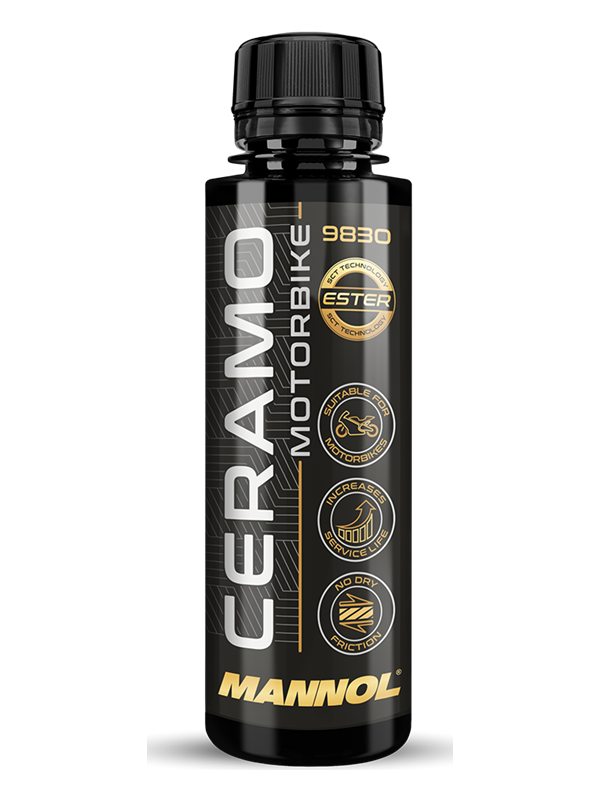 CERAMO
MOTORBIKE
9830
SCT TECHNOLOGY
ESTER
SCT TECHNOLOGY
SUITABLE FOR
MOTORBIKES
INCREASES
SERVICE LIFE
NO DRY
FRICTION
MANNOL®